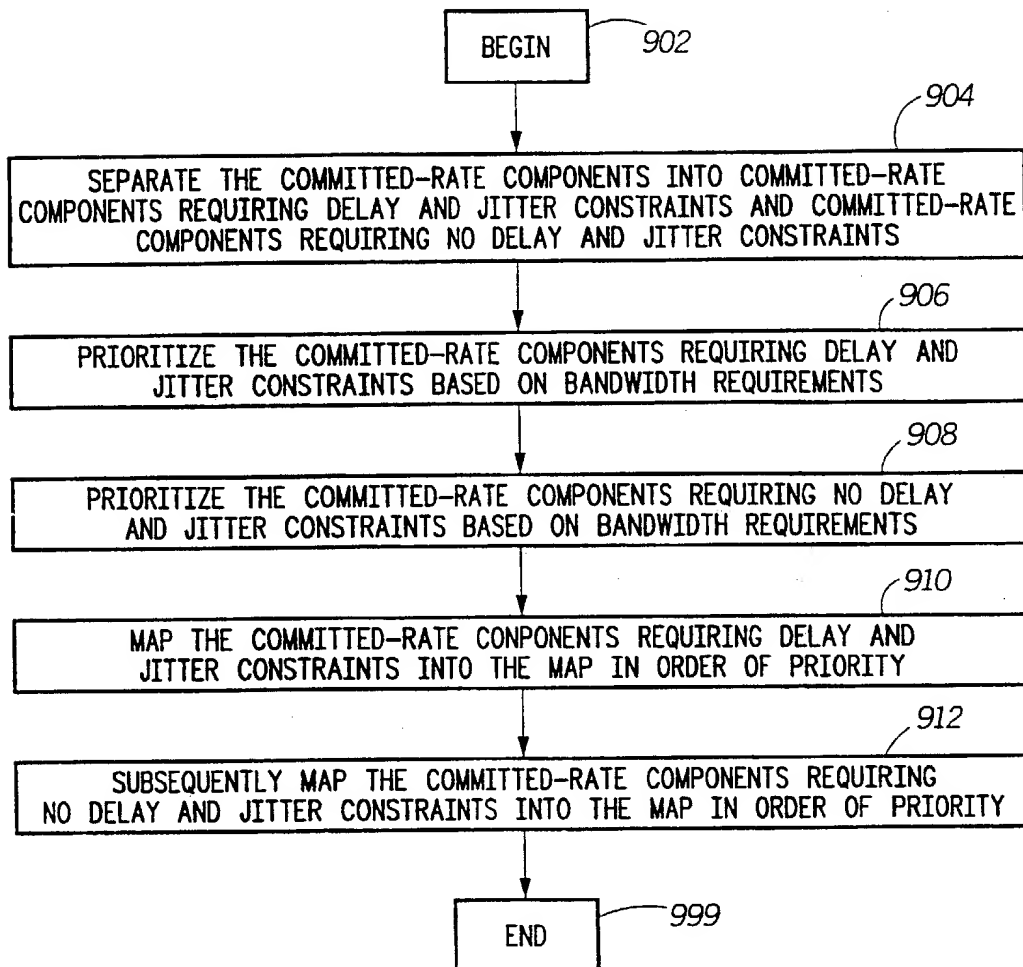 BEGIN
902
904
SEPARATE THE COMMITTED-RATE COMPONENTS INTO COMMITTED-RATE
COMPONENTS REQUIRING DELAY AND JITTER CONSTRAINTS AND COMMITTED-RATE
COMPONENTS REQUIRING NO DELAY AND JITTER CONSTRAINTS
906
PRIORITIZE THE COMMITTED-RATE COMPONENTS REQUIRING DELAY AND
JITTER CONSTRAINTS BASED ON BANDWIDTH REQUIREMENTS
908
PRIORITIZE THE COMMITTED-RATE COMPONENTS REQUIRING NO DELAY
AND JITTER CONSTRAINTS BASED ON BANDWIDTH REQUIREMENTS
910
MAP THE COMMITTED-RATE CONPONENTS REQUIRING DELAY AND
JITTER CONSTRAINTS INTO THE MAP IN ORDER OF PRIORITY
912
SUBSEQUENTLY MAP THE COMMITTED-RATE COMPONENTS REQUIRING
NO DELAY AND JITTER CONSTRAINTS INTO THE MAP IN ORDER OF PRIORITY
END
999